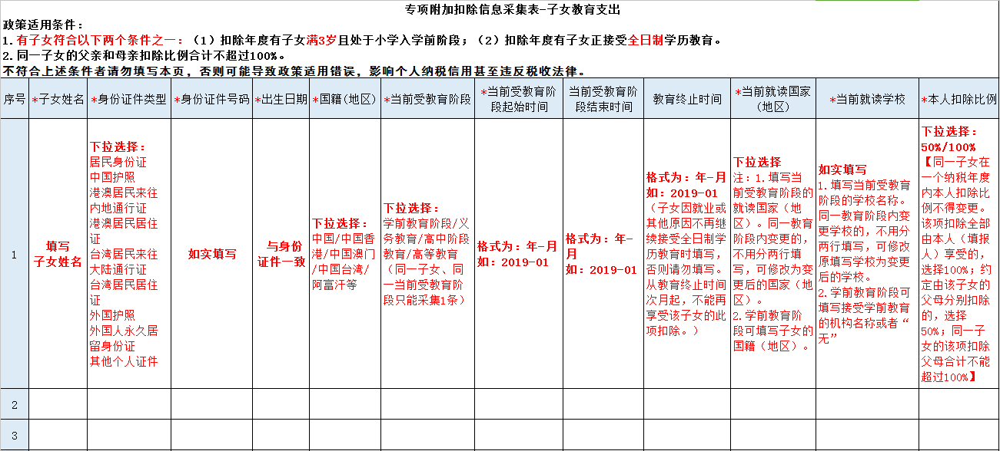 专项附加扣除信息采集表-子女教育支出
政策适用条件：
1.有子女符合以下两个条件之一：（1）扣除年度有子女满3岁且处于小学入学前阶段；（2）扣除年度有子女正接受全日制学历教育。
2.同一子女的父亲和母亲扣除比例合计不超过100%。
不符合上述条件者请勿填写本页，否则可能导致政策适用错误，影响个人纳税信用甚至违反税收法律。
序号
*子女姓名
*身份证件类型
*身份证件号码
*出生日期
*国籍(地区)
*当前受教育阶段
*当前受教育阶
段起始时间
当前受教育阶
段结束时间
教育终止时间
*当前就读国家
（地区）
*当前就读学校
*本人扣除比例
1
填写
子女姓名
下拉选择：
居民身份证
中国护照
港澳居民来往
内地通行证
港澳居民居住
证
台湾居民来往
大陆通行证
台湾居民居住
证
外国护照
外国人永久居
留身份证
其他个人证件
如实填写
与身份
证件一致
下拉选择：
中国/中国香
港/中国澳门
/中国台湾/
阿富汗等
下拉选择：
学前教育阶段/义
务教育/高中阶段
教育/高等教育
（同一子女、同
一当前受教育阶
段只能采集1条）
格式为：年-月
如：2019-01
格式为：年-
月
如：2019-01
格式为：年-月
如：2019-01
（子女因就业或
其他原因不再继
续接受全日制学
历教育时填写，
否则请勿填写。
从教育终止时间
次月起，不能再
享受该子女的此
项扣除。）
下拉选择
注：1.填写当
前受教育阶段的
就读国家（地
区）。同一教育
阶段内变更的，
不用分两行填
写，可修改为变
更后的国家（地
区）。
2.学前教育阶
段可填写子女的
国籍（地区）。
如实填写
1.填写当前受教育
阶段的学校名称。
同一教育阶段内变
更学校的，不用分
两行填写，可修改
原填写学校为变更
后的学校。
2.学前教育阶段可
填写接受学前教育
的机构名称或者“
无”
下拉选择：
50%/100%
【同一子女在
一个纳税年度
内本人扣除比
例不得变更。
该项扣除全部
由本人（填报
人）享受的，
选择100%；约
定由该子女的
父母分别扣除
的，选择
50%；同一子
女的该项扣除
父母合计不能
超过100%】
2
3